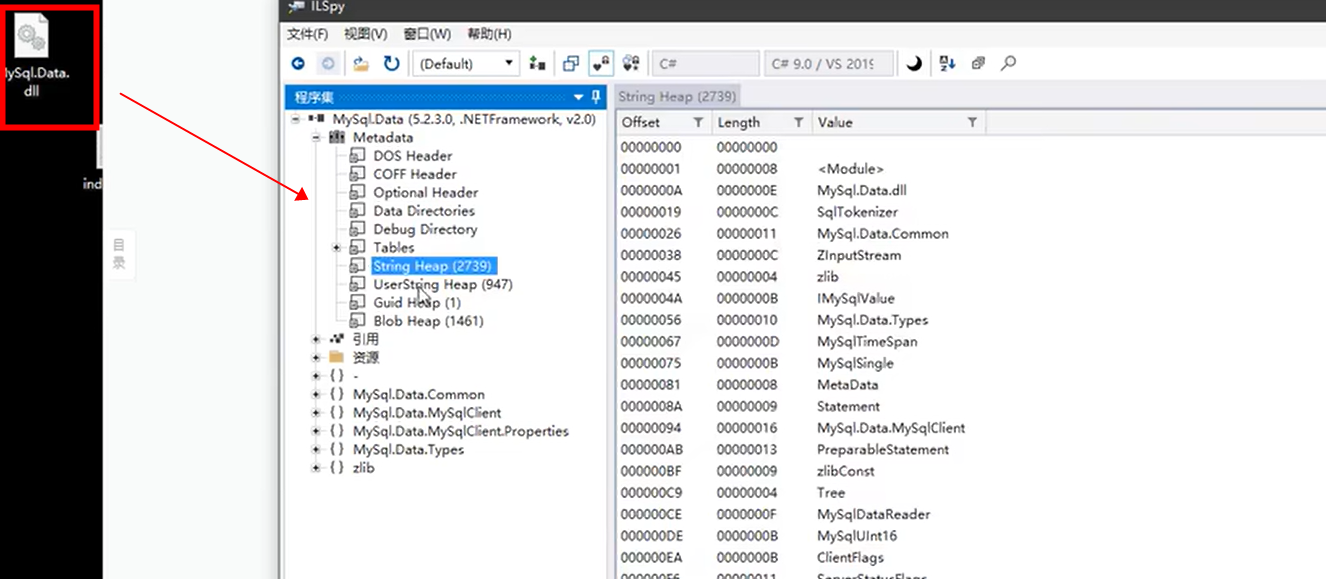 ILSpy
文件(F) 视图(V) 窗口(W) 帮助(H)
(Default) C# C# 9.0 / VS 2019
MySql.Data.
dll
ind
目
录
程序集
MySql.Data (5.2.3.0, .NETFramework, v2.0)
Metadata
DOS Header
COFF Header
Optional Header
Data Directories
Debug Directory
Tables
String Heap (2739)
UserString Heap (947)
Guid Heap (1)
Blob Heap (1461)
引用
资源
{ } -
{ } MySql.Data.Common
{ } MySql.Data.MySqlClient
{ } MySql.Data.MySqlClient.Properties
{ } MySql.Data.Types
{ } zlib
String Heap (2739)
Offset Length Value
00000000 00000000
00000001 00000008 <Module>
0000000A 0000000E MySql.Data.dll
00000019 0000000C SqlTokenizer
00000026 00000011 MySql.Data.Common
00000038 0000000C ZInputStream
00000045 00000004 zlib
0000004A 0000000B IMySqlValue
00000056 00000010 MySql.Data.Types
00000067 0000000D MySqlTimeSpan
00000075 0000000B MySqlSingle
00000081 00000008 MetaData
0000008A 00000009 Statement
00000094 00000016 MySql.Data.MySqlClient
000000AB 00000013 PreparableStatement
000000BF 00000009 zlibConst
000000C9 00000004 Tree
000000CE 0000000F MySqlDataReader
000000DE 0000000B MySqlUInt16
000000EA 0000000B ClientFlags
000000F6 00000011 ServerStatusFlags